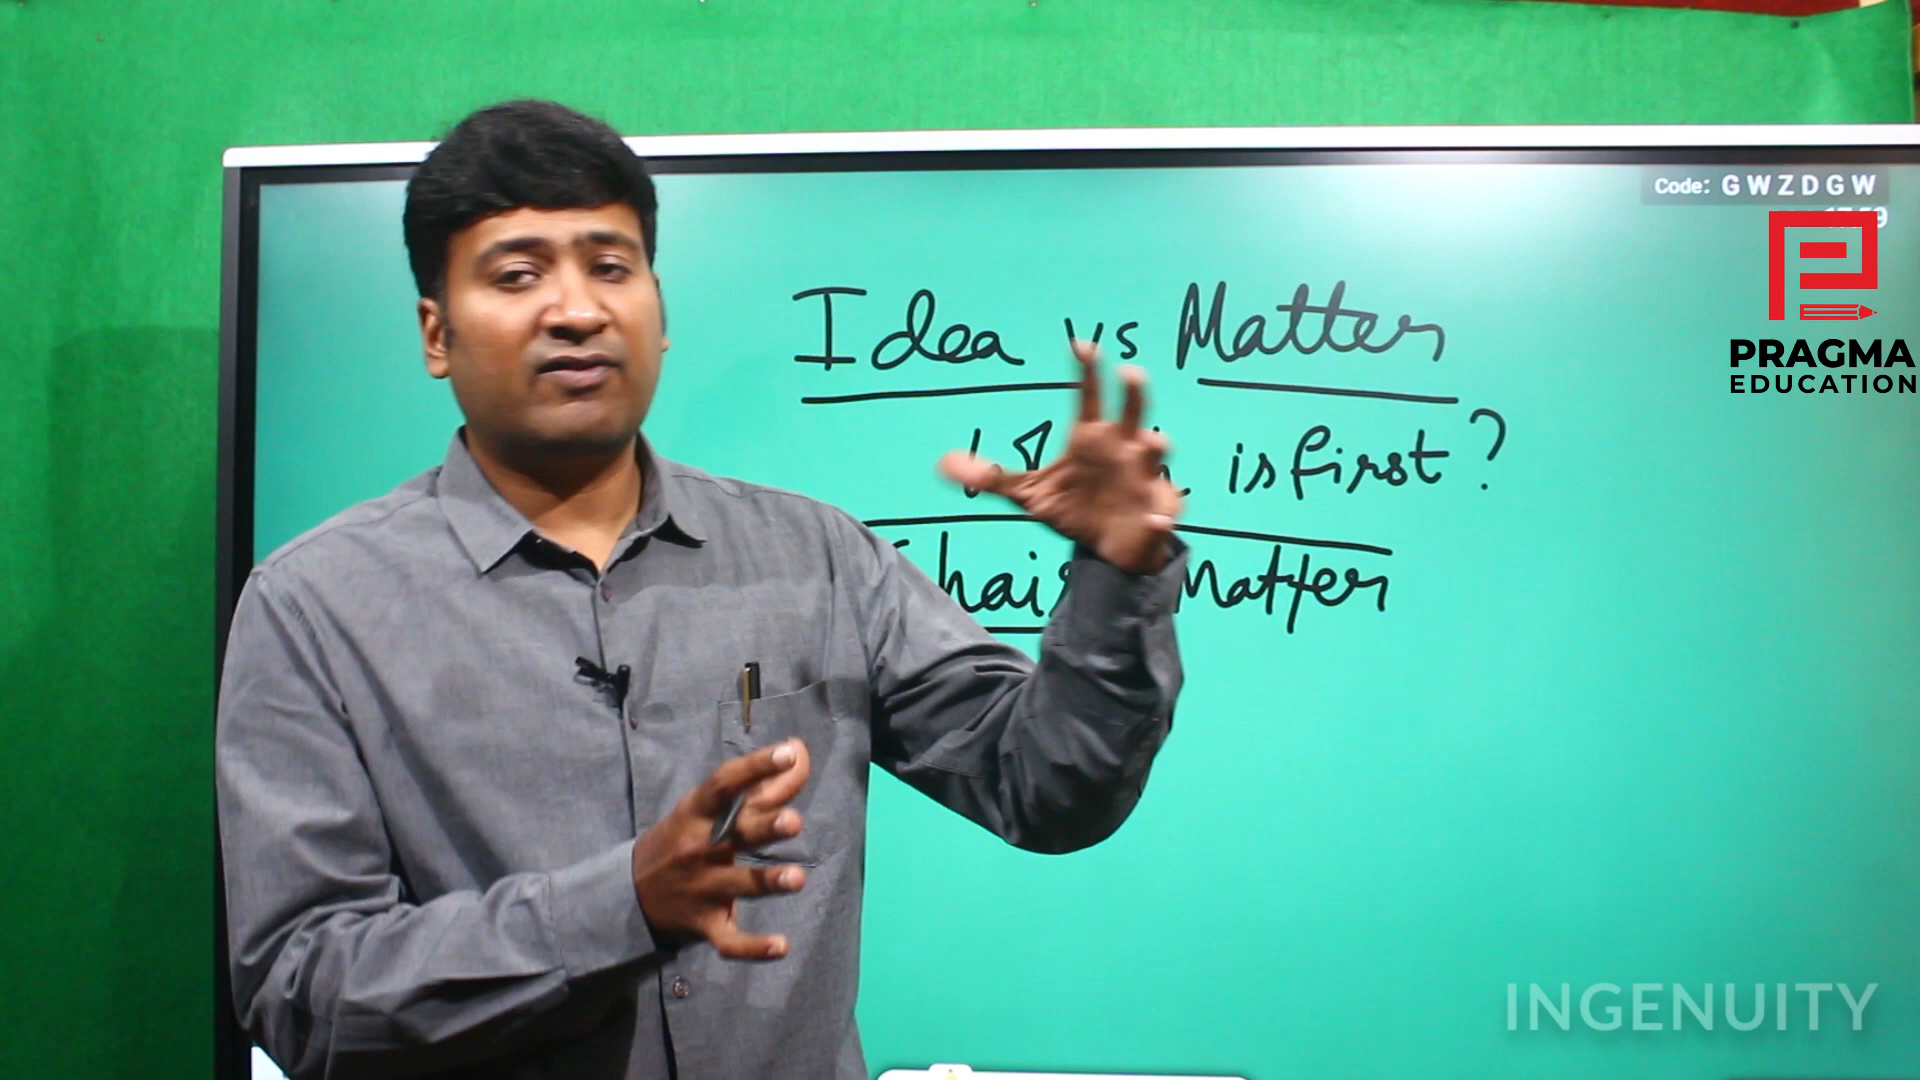 Code: GWZDGW
PRAGMA
EDUCATION
Idea vs Matter
is first?
Matter
INGENUITY